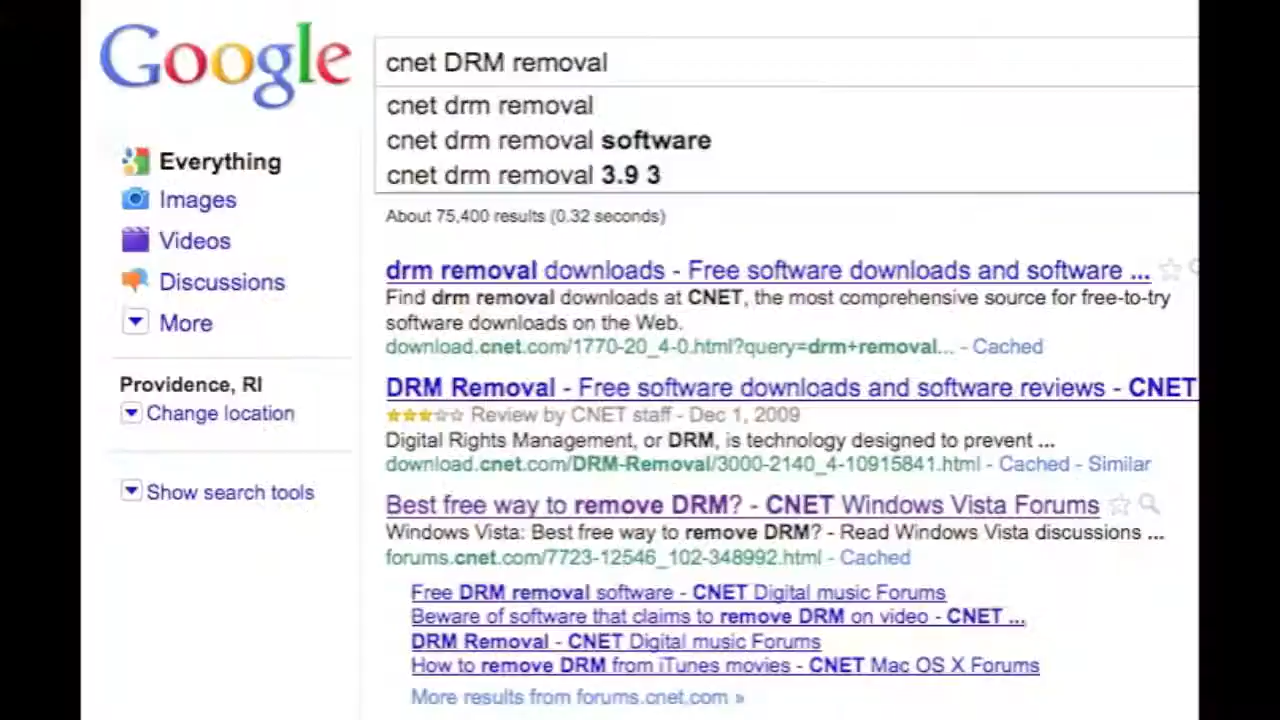 Google
cnet DRM removal
cnet drm removal
cnet drm removal software
cnet drm removal 3.9 3
Everything
Images
Videos
Discussions
More
Providence, RI
Change location
Show search tools
About 75,400 results (0.32 seconds)
drm removal downloads - Free software downloads and software ...
Find drm removal downloads at CNET, the most comprehensive source for free-to-try
software downloads on the Web.
download.cnet.com/1770-20_4-0.html?query=drm+removal... - Cached
DRM Removal - Free software downloads and software reviews - CNET
Review by CNET staff - Dec 1, 2009
Digital Rights Management, or DRM, is technology designed to prevent ...
download.cnet.com/DRM-Removal/3000-2140_4-10915841.html - Cached - Similar
Best free way to remove DRM? - CNET Windows Vista Forums
Windows Vista: Best free way to remove DRM? - Read Windows Vista discussions ...
forums.cnet.com/7723-12546_102-348992.html - Cached
Free DRM removal software - CNET Digital music Forums
Beware of software that claims to remove DRM on video - CNET ...
DRM Removal - CNET Digital music Forums
How to remove DRM from iTunes movies - CNET Mac OS X Forums
More results from forums.cnet.com »